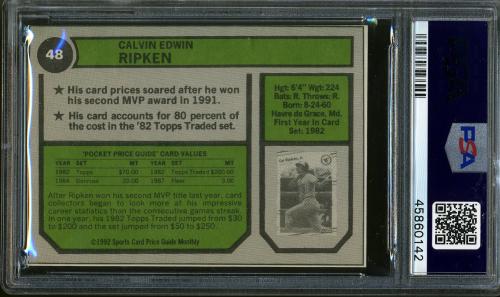 48
CALVIN EDWIN
RIPKEN
★ His card prices soared after he won
his second MVP award in 1991.
★ His card accounts for 80 percent of
the cost in the '82 Topps Traded set.
Hgt: 6'4" Wgt: 224
Bats: R. Throws: R.
Born: 8-24-60
Havre de Grace, Md.
First Year In Card
Set: 1982
'POCKET PRICE GUIDE' CARD VALUES
YEAR SET MT YEAR SET MT
1982 Topps $70.00 1982 Topps Traded $200.00
1984 Donruss 1987 Fleer
After Ripken won his second MVP title last year, card
collectors began to look more at his impressive
career statistics than the consecutive games streak.
In one year, his 1982 Topps Traded jumped from $30
to $200 and the set jumped from $50 to $250.
©1992 Sports Card Price Guide Monthly
Cal Ripken, Jr.
PSA
45860142